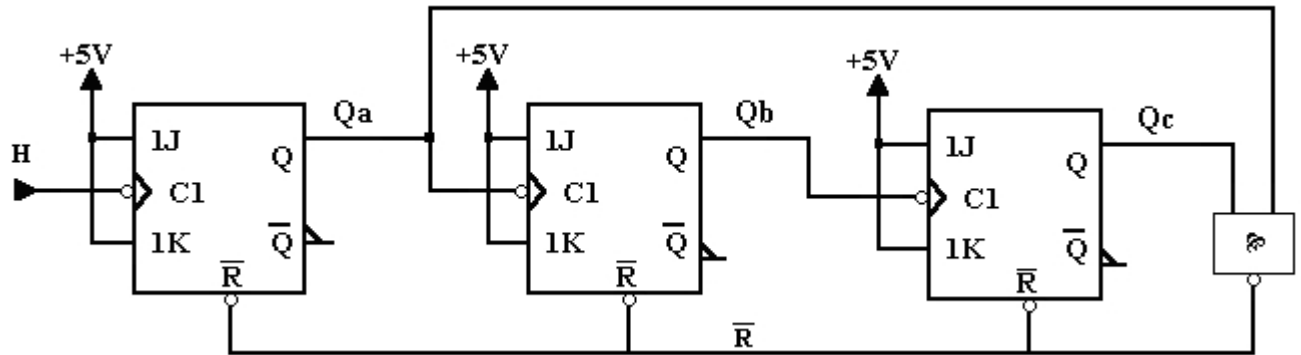 +5V
+5V
+5V
Qa
Qb
Qc
H
1J
Q
C1
1K
Q̅
R̅
1J
Q
C1
1K
Q̅
R̅
1J
Q
C1
1K
Q̅
R̅
&
R̅